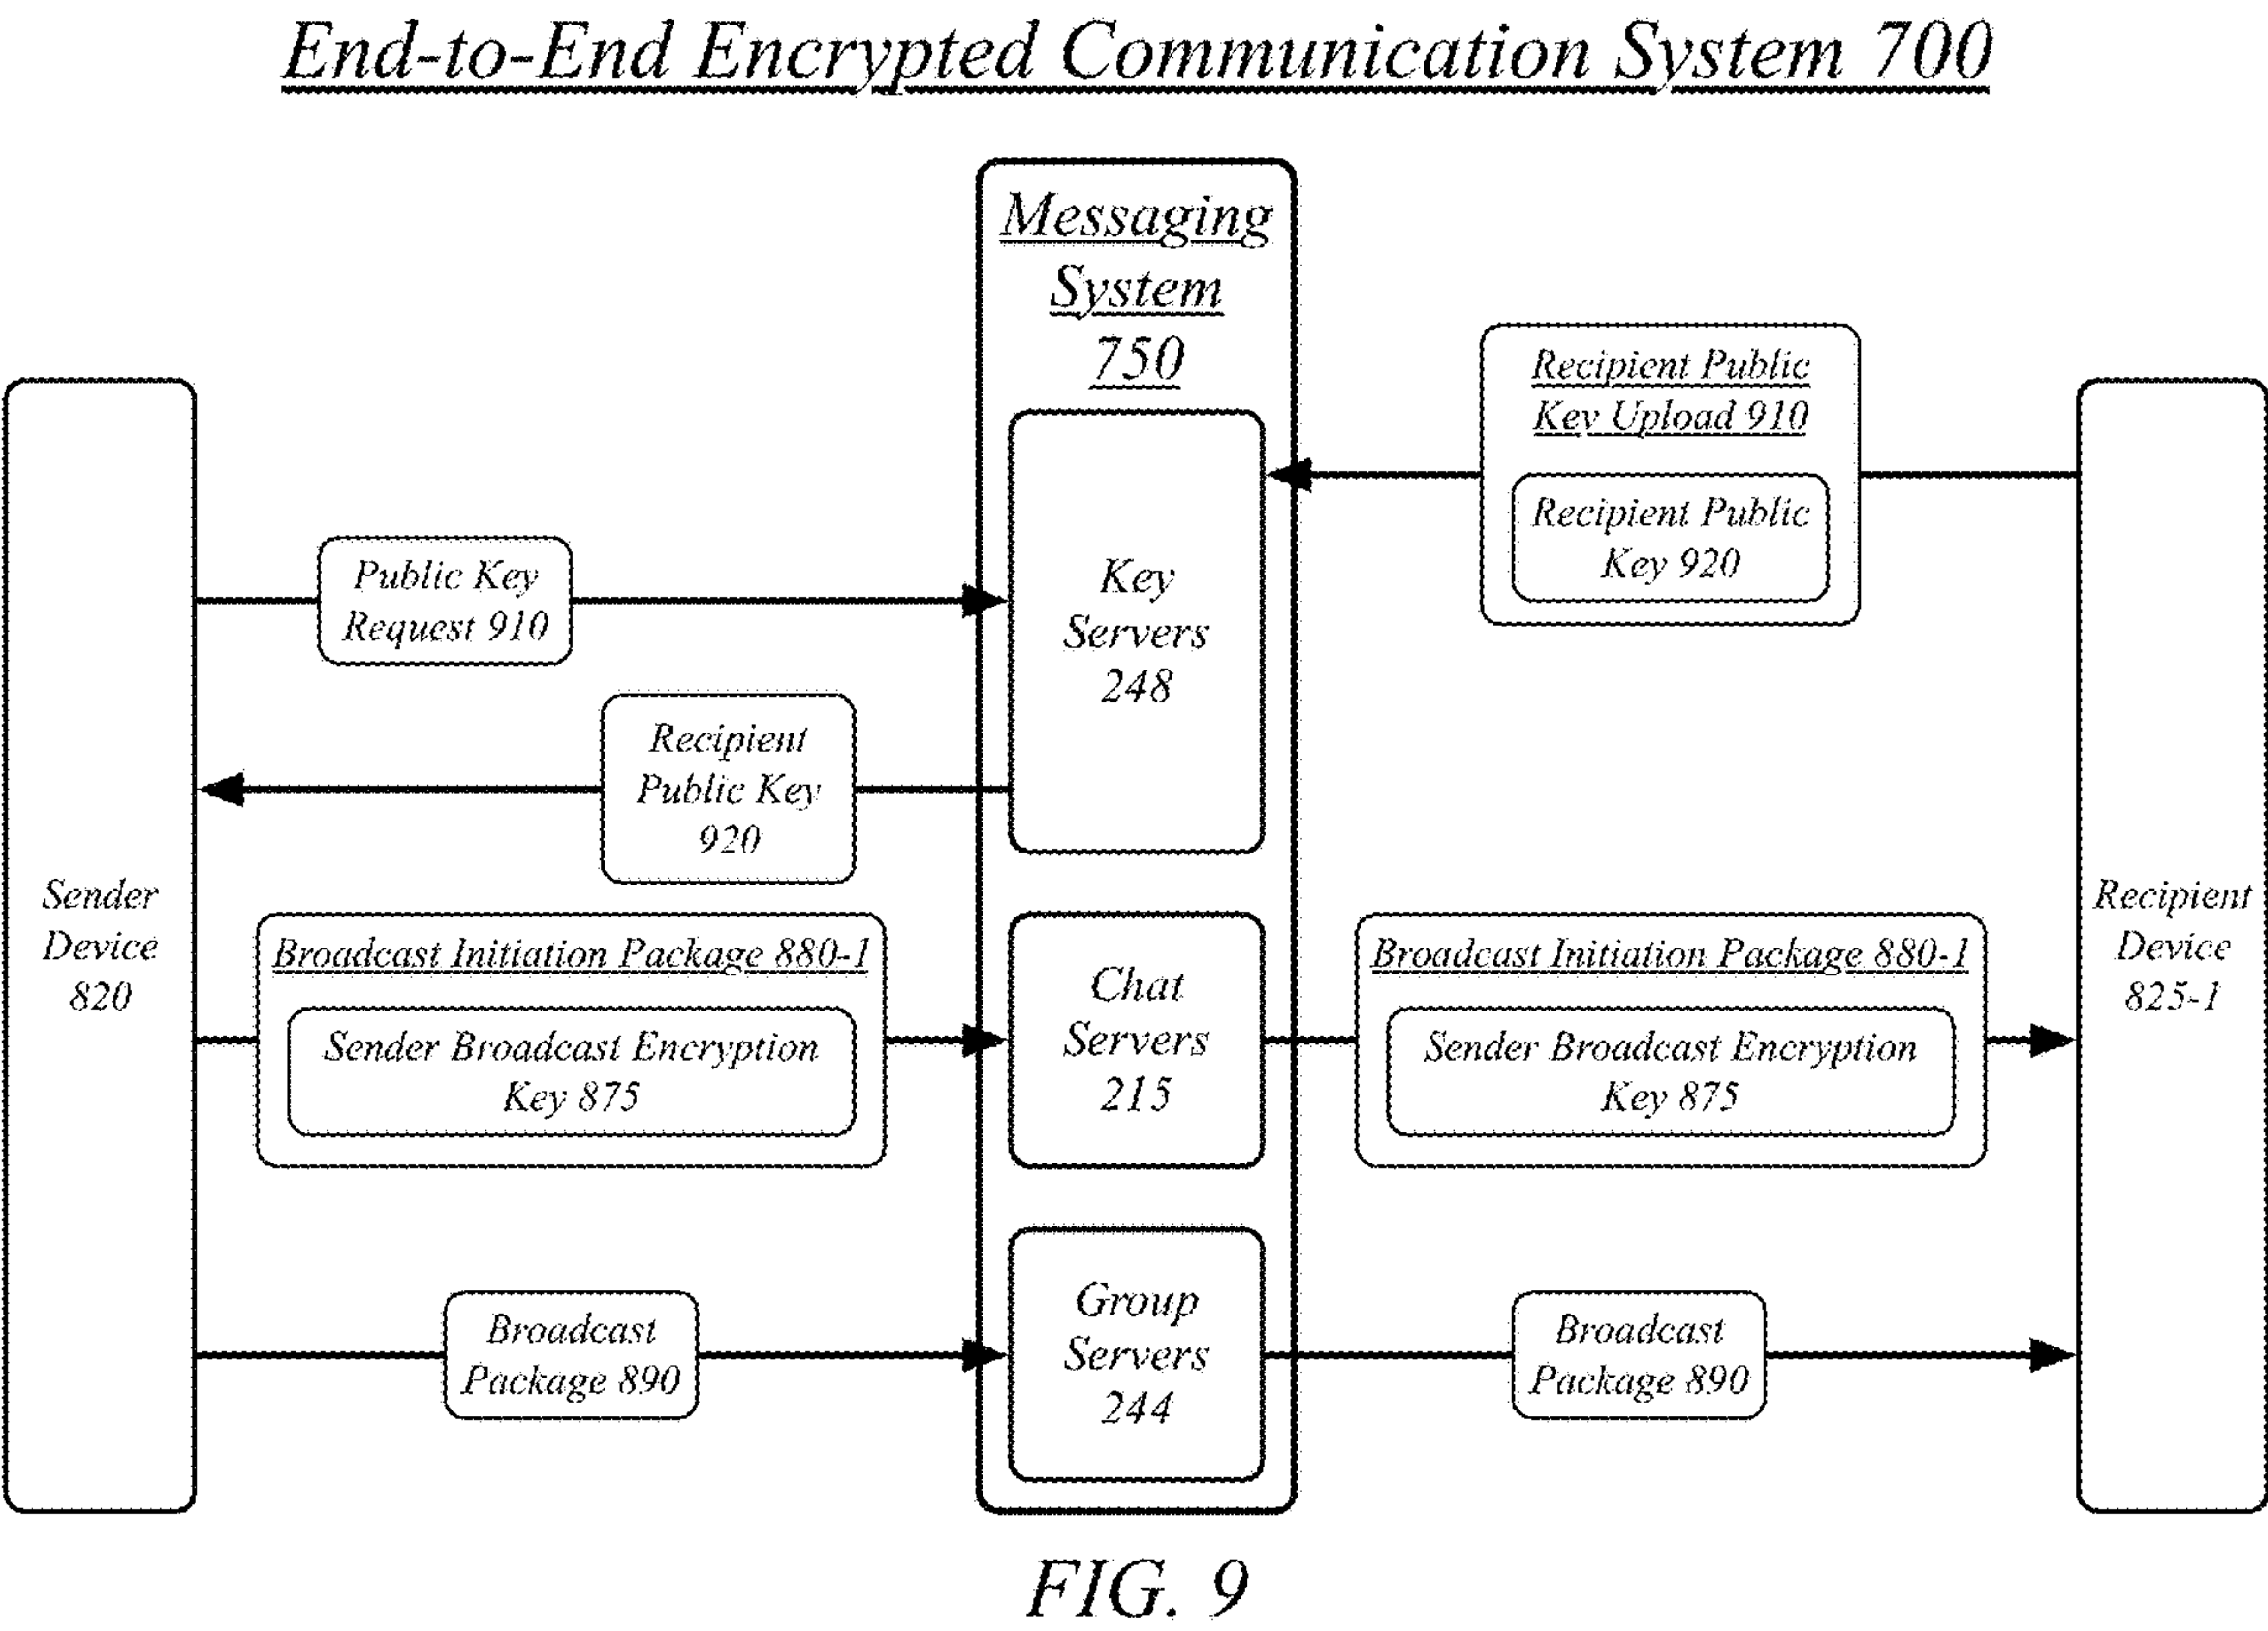 End-to-End Encrypted Communication System 700
Messaging
System
750
Recipient Public
Key Upload 910
Recipient Public
Key 920
Public Key
Request 910
Key
Servers
248
Recipient
Public Key
920
Sender
Device
820
Broadcast Initiation Package 880-1
Sender Broadcast Encryption
Key 875
Chat
Servers
215
Broadcast Initiation Package 880-1
Sender Broadcast Encryption
Key 875
Recipient
Device
825-1
Broadcast
Package 890
Group
Servers
244
Broadcast
Package 890
FIG. 9